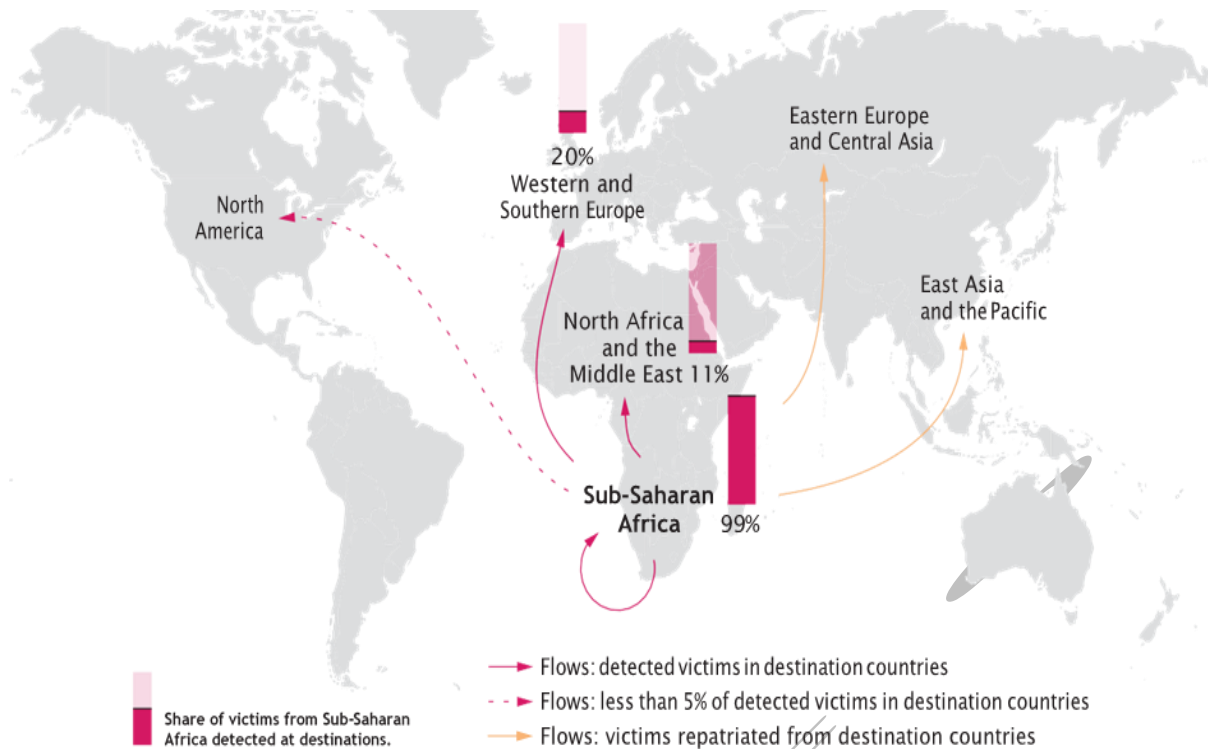 20%
Western and
Southern Europe
Eastern Europe
and Central Asia
North
America
East Asia
and the Pacific
North Africa
and the
Middle East 11%
Sub-Saharan
Africa
99%
Share of victims from Sub-Saharan
Africa detected at destinations.
Flows: detected victims in destination countries
Flows: less than 5% of detected victims in destination countries
Flows: victims repatriated from destination countries